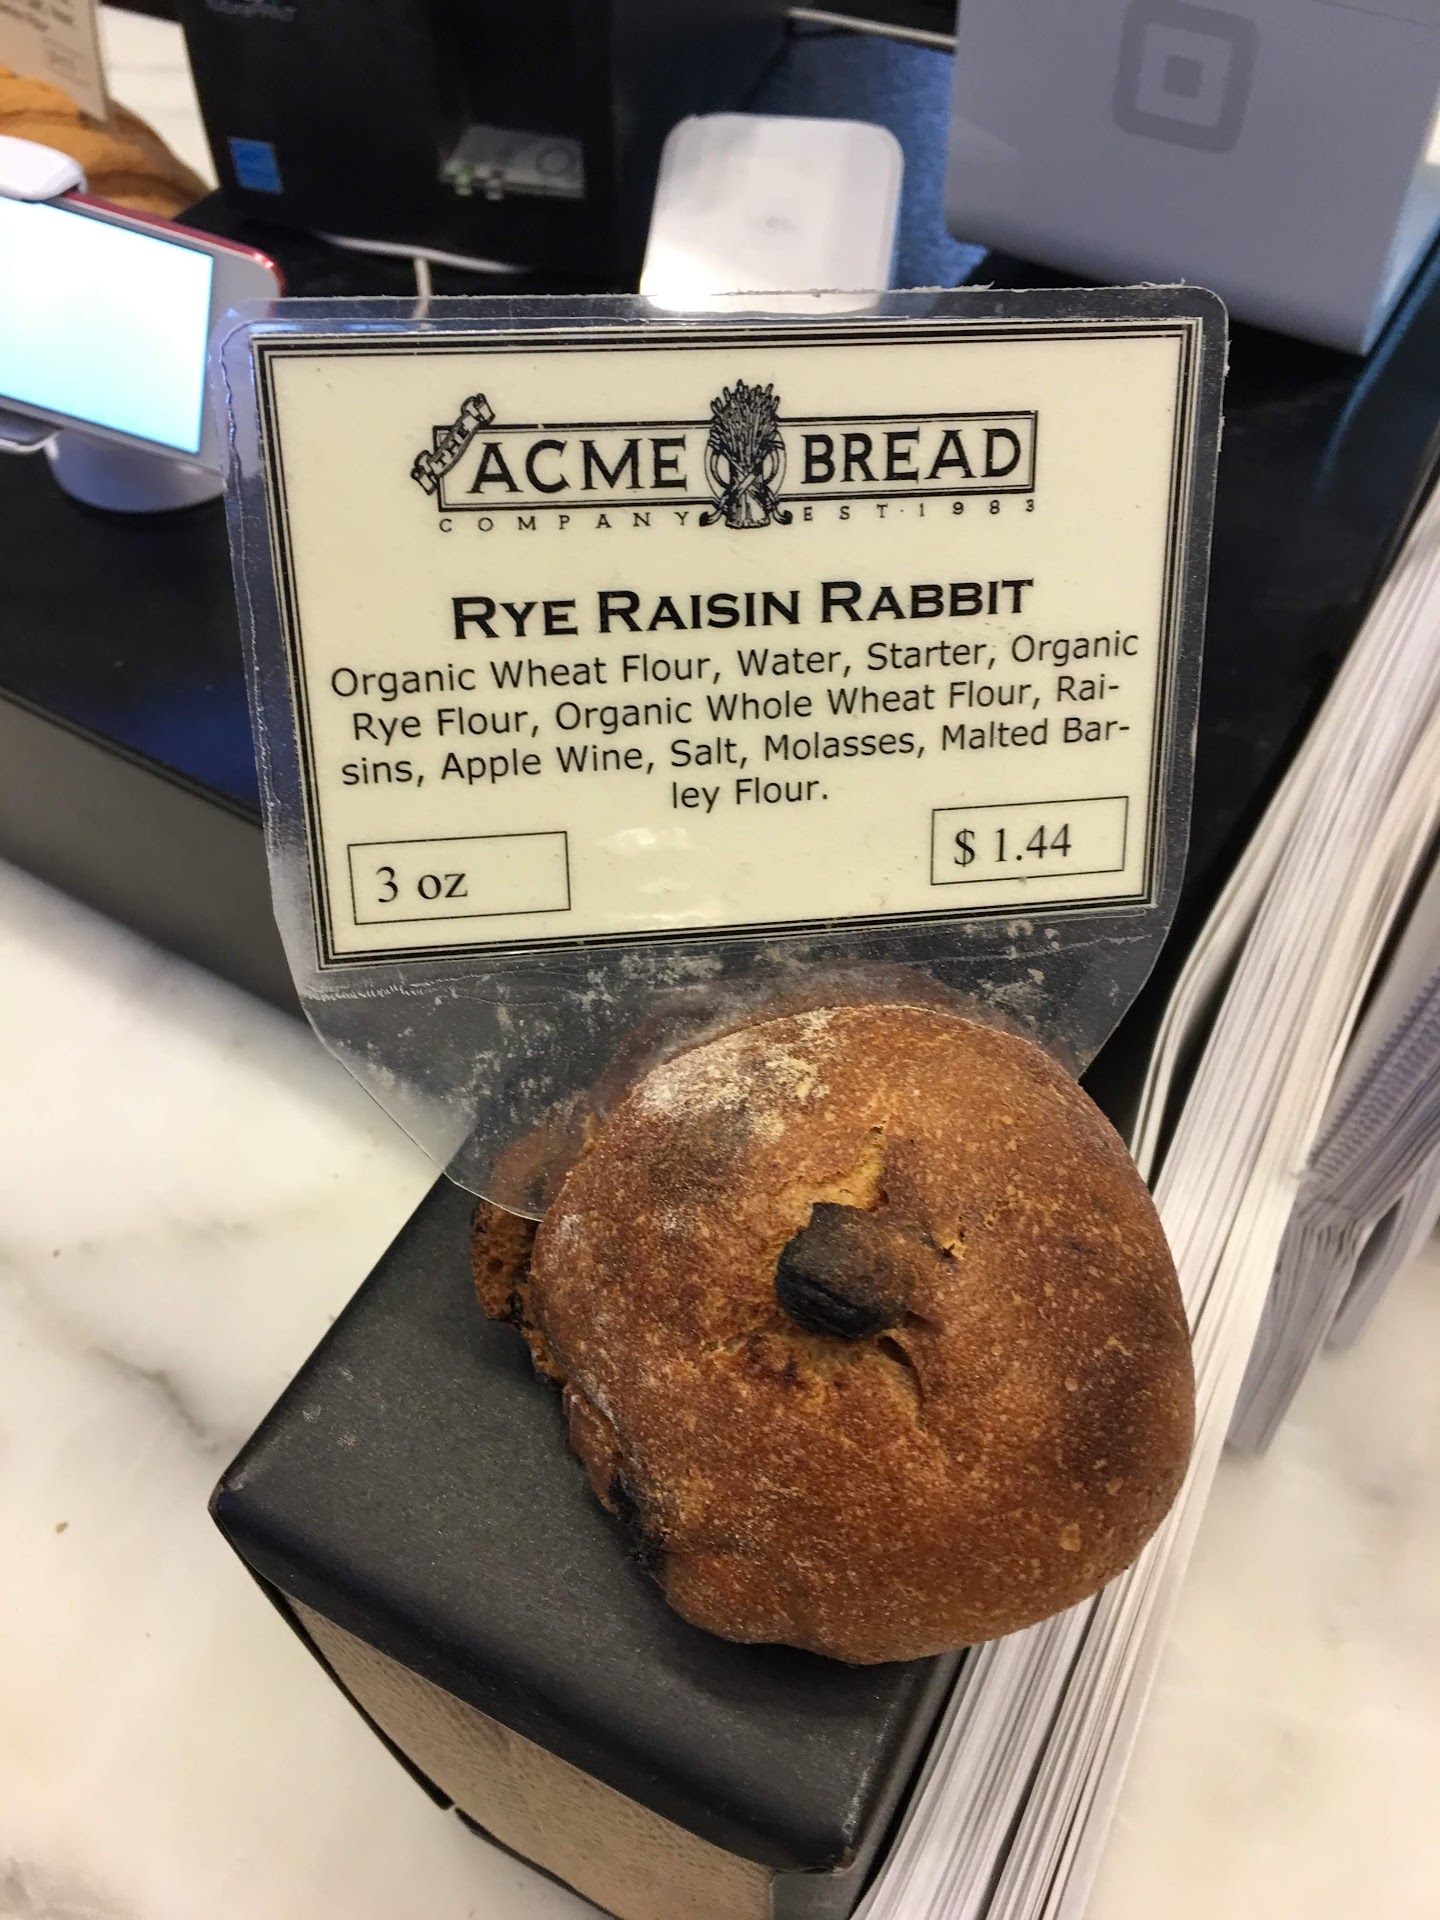 THE
ACME BREAD
COMPANY EST·1983
RYE RAISIN RABBIT
Organic Wheat Flour, Water, Starter, Organic
Rye Flour, Organic Whole Wheat Flour, Rai-
sins, Apple Wine, Salt, Molasses, Malted Bar-
ley Flour.
3 oz
$ 1.44